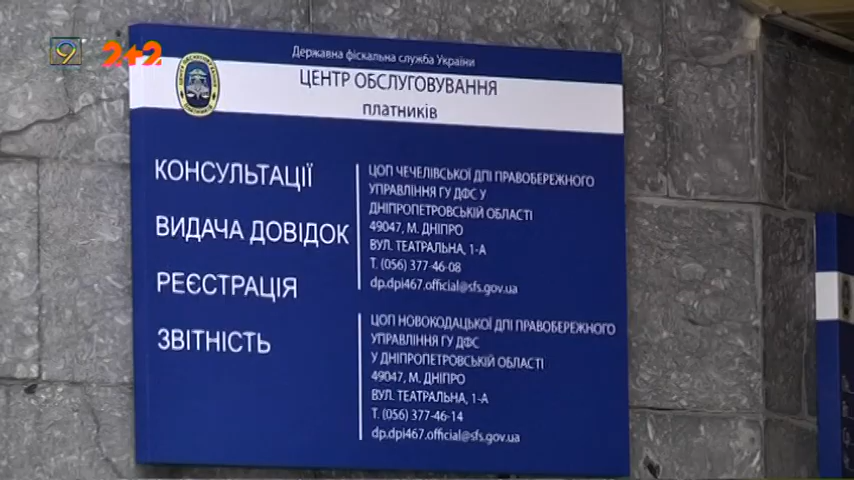 9 2+2
Державна фіскальна служба України
ЦЕНТР ОБСЛУГОВУВАННЯ
платників
КОНСУЛЬТАЦІЇ
ВИДАЧА ДОВІДОК
РЕЄСТРАЦІЯ
ЗВІТНІСТЬ
ЦОП ЧЕЧЕЛІВСЬКОЇ ДПІ ПРАВОБЕРЕЖНОГО
УПРАВЛІННЯ ГУ ДФС У
ДНІПРОПЕТРОВСЬКІЙ ОБЛАСТІ
49047, М. ДНІПРО
ВУЛ. ТЕАТРАЛЬНА, 1-А
Т. (056) 377-46-08
dp.dpi467.official@sfs.gov.ua
ЦОП НОВОКОДАЦЬКОЇ ДПІ ПРАВОБЕРЕЖНОГО
УПРАВЛІННЯ ГУ ДФС
У ДНІПРОПЕТРОВСЬКІЙ ОБЛАСТІ
49047, М. ДНІПРО
ВУЛ. ТЕАТРАЛЬНА, 1-А
Т. (056) 377-46-14
dp.dpi467.official@sfs.gov.ua